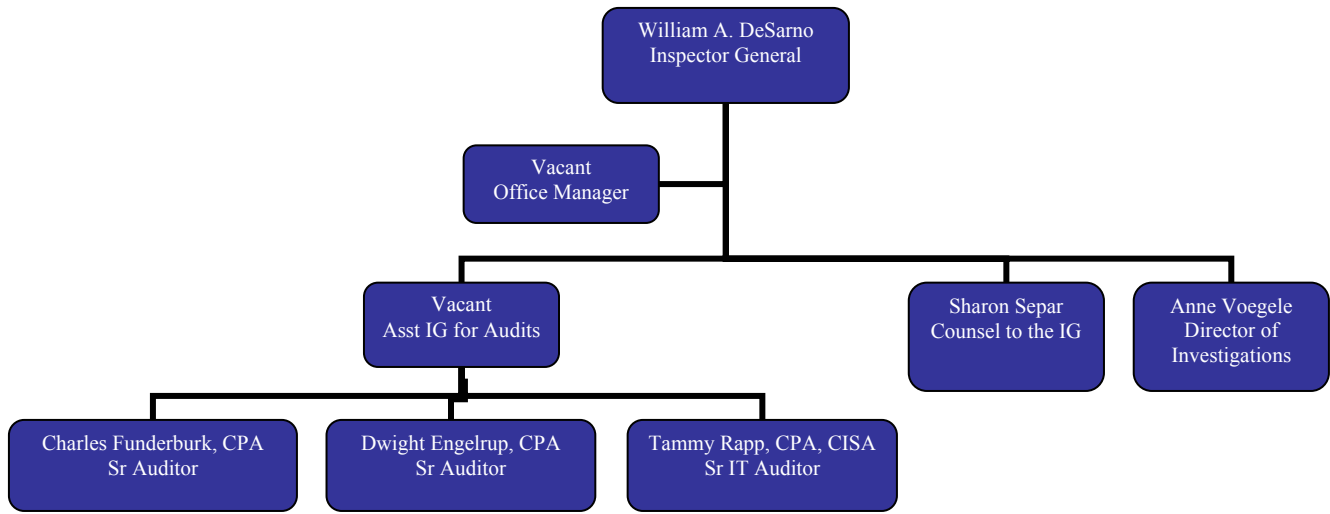 William A. DeSarno
Inspector General
Vacant
Office Manager
Vacant
Asst IG for Audits
Sharon Separ
Counsel to the IG
Anne Voegele
Director of
Investigations
Charles Funderburk, CPA
Sr Auditor
Dwight Engelrup, CPA
Sr Auditor
Tammy Rapp, CPA, CISA
Sr IT Auditor